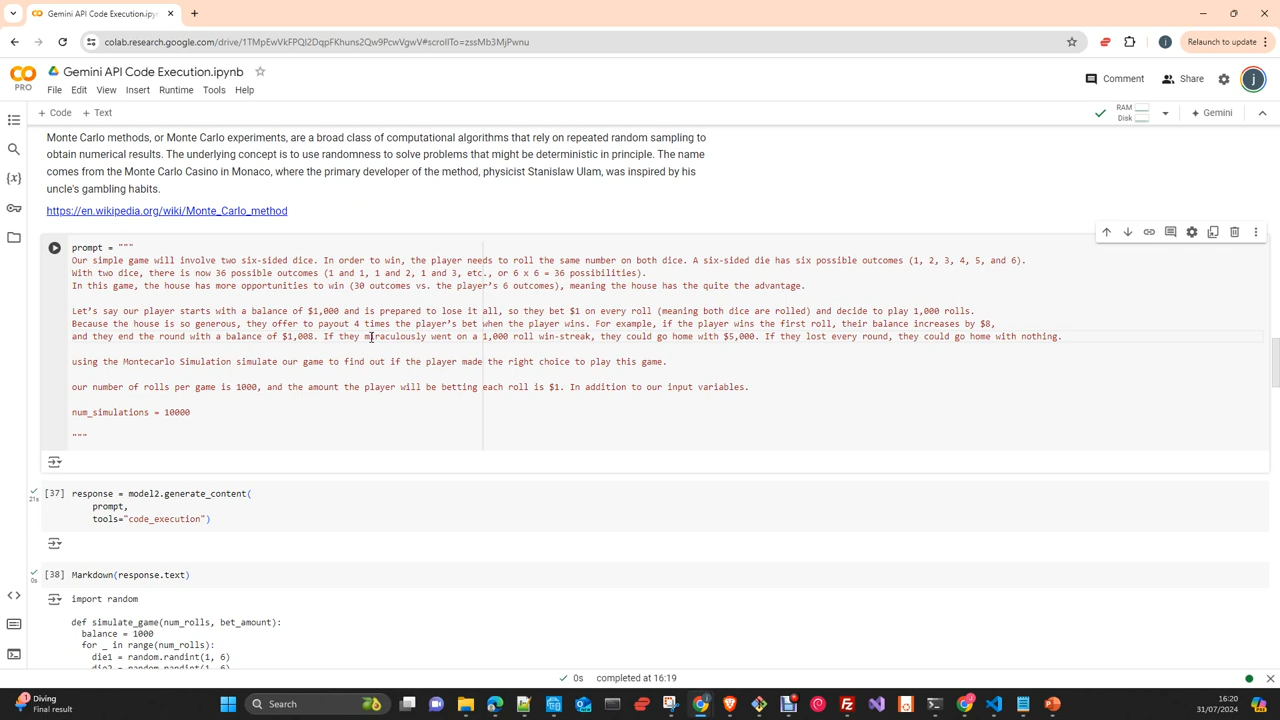 Gemini API Code Execution.ipyn
colab.research.google.com/drive/1TMpEwVkFPQl2DqpFKhuns2Qw9PcwVgwV#scrollTo=zssMb3MjPwnu
Relaunch to update
PRO
Gemini API Code Execution.ipynb
Comment
Share
j
File Edit View Insert Runtime Tools Help
+ Code + Text
RAM
Disk
Gemini
Monte Carlo methods, or Monte Carlo experiments, are a broad class of computational algorithms that rely on repeated random sampling to
obtain numerical results. The underlying concept is to use randomness to solve problems that might be deterministic in principle. The name
comes from the Monte Carlo Casino in Monaco, where the primary developer of the method, physicist Stanislaw Ulam, was inspired by his
uncle's gambling habits.
https://en.wikipedia.org/wiki/Monte_Carlo_method
prompt = """
Our simple game will involve two six-sided dice. In order to win, the player needs to roll the same number on both dice. A six-sided die has six possible outcomes (1, 2, 3, 4, 5, and 6).
With two dice, there is now 36 possible outcomes (1 and 1, 1 and 2, 1 and 3, etc., or 6 x 6 = 36 possibilities).
In this game, the house has more opportunities to win (30 outcomes vs. the player's 6 outcomes), meaning the house has the quite the advantage.
Let's say our player starts with a balance of $1,000 and is prepared to lose it all, so they bet $1 on every roll (meaning both dice are rolled) and decide to play 1,000 rolls.
Because the house is so generous, they offer to payout 4 times the player's bet when the player wins. For example, if the player wins the first roll, their balance increases by $8,
and they end the round with a balance of $1,008. If they miraculously went on a 1,000 roll win-streak, they could go home with $5,000. If they lost every round, they could go home with nothing.
using the Montecarlo Simulation simulate our game to find out if the player made the right choice to play this game.
our number of rolls per game is 1000, and the amount the player will be betting each roll is $1. In addition to our input variables.
num_simulations = 10000
"""
[37] response = model2.generate_content(
21s
prompt,
tools="code_execution")
[38] Markdown(response.text)
0s
import random
def simulate_game(num_rolls, bet_amount):
balance = 1000
for _ in range(num_rolls):
die1 = random.randint(1, 6)
die2 = random.randint(1, 6)
0s completed at 16:19
Diving
Final result
Search
16:20
31/07/2024